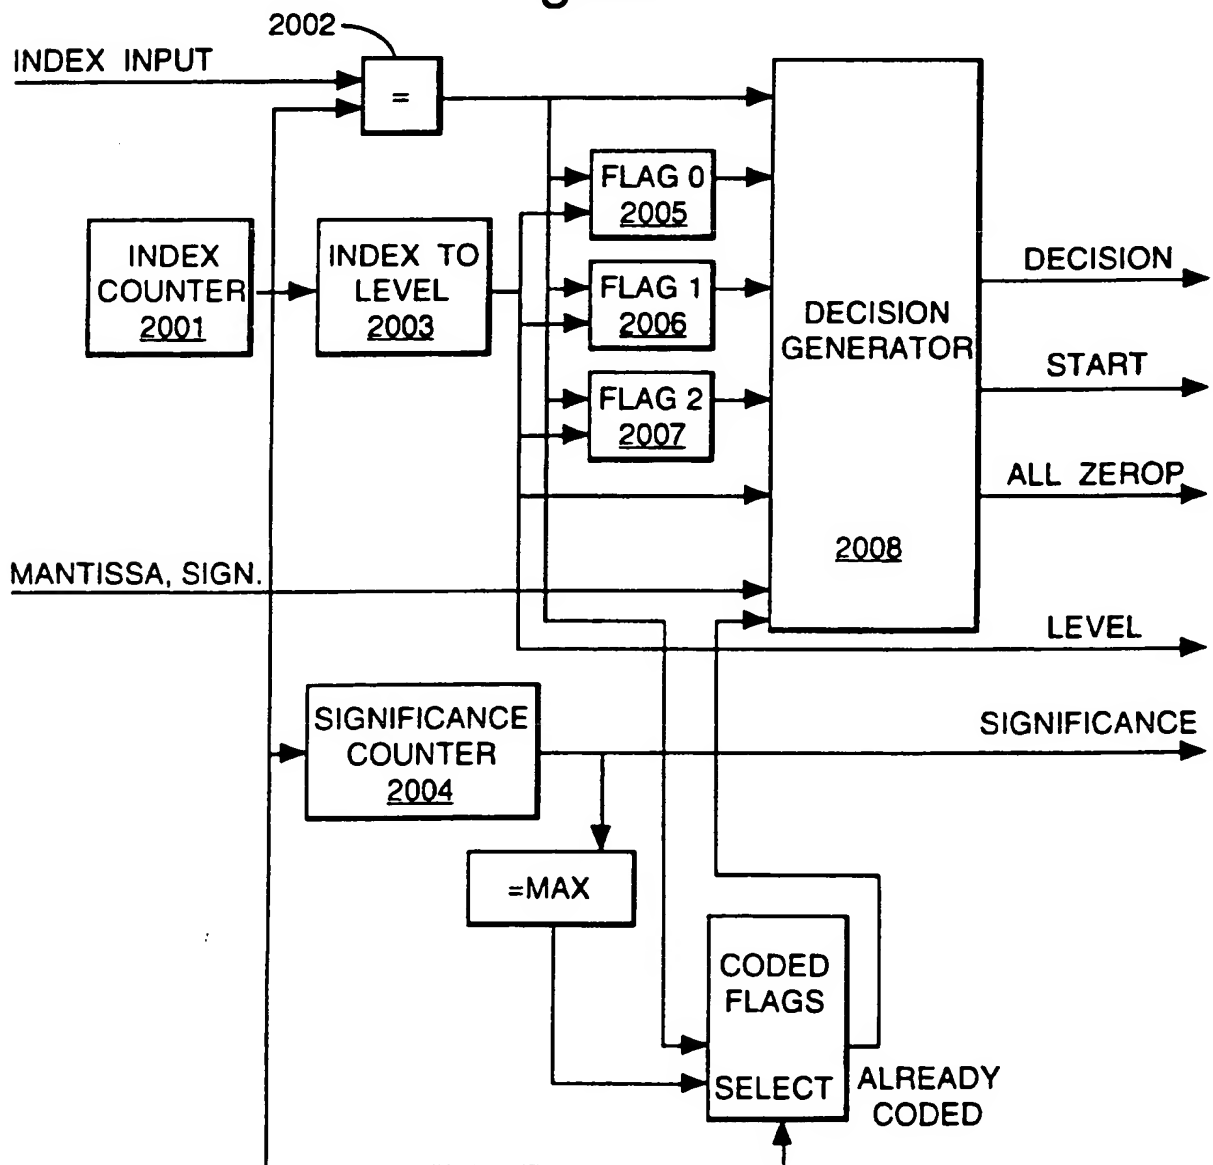 2002
INDEX INPUT
=
FLAG 0
2005
INDEX
COUNTER
2001
INDEX TO
LEVEL
2003
FLAG 1
2006
FLAG 2
2007
DECISION
GENERATOR
2008
DECISION
START
ALL ZEROP
MANTISSA, SIGN.
LEVEL
SIGNIFICANCE
COUNTER
2004
SIGNIFICANCE
=MAX
CODED
FLAGS
SELECT
ALREADY
CODED